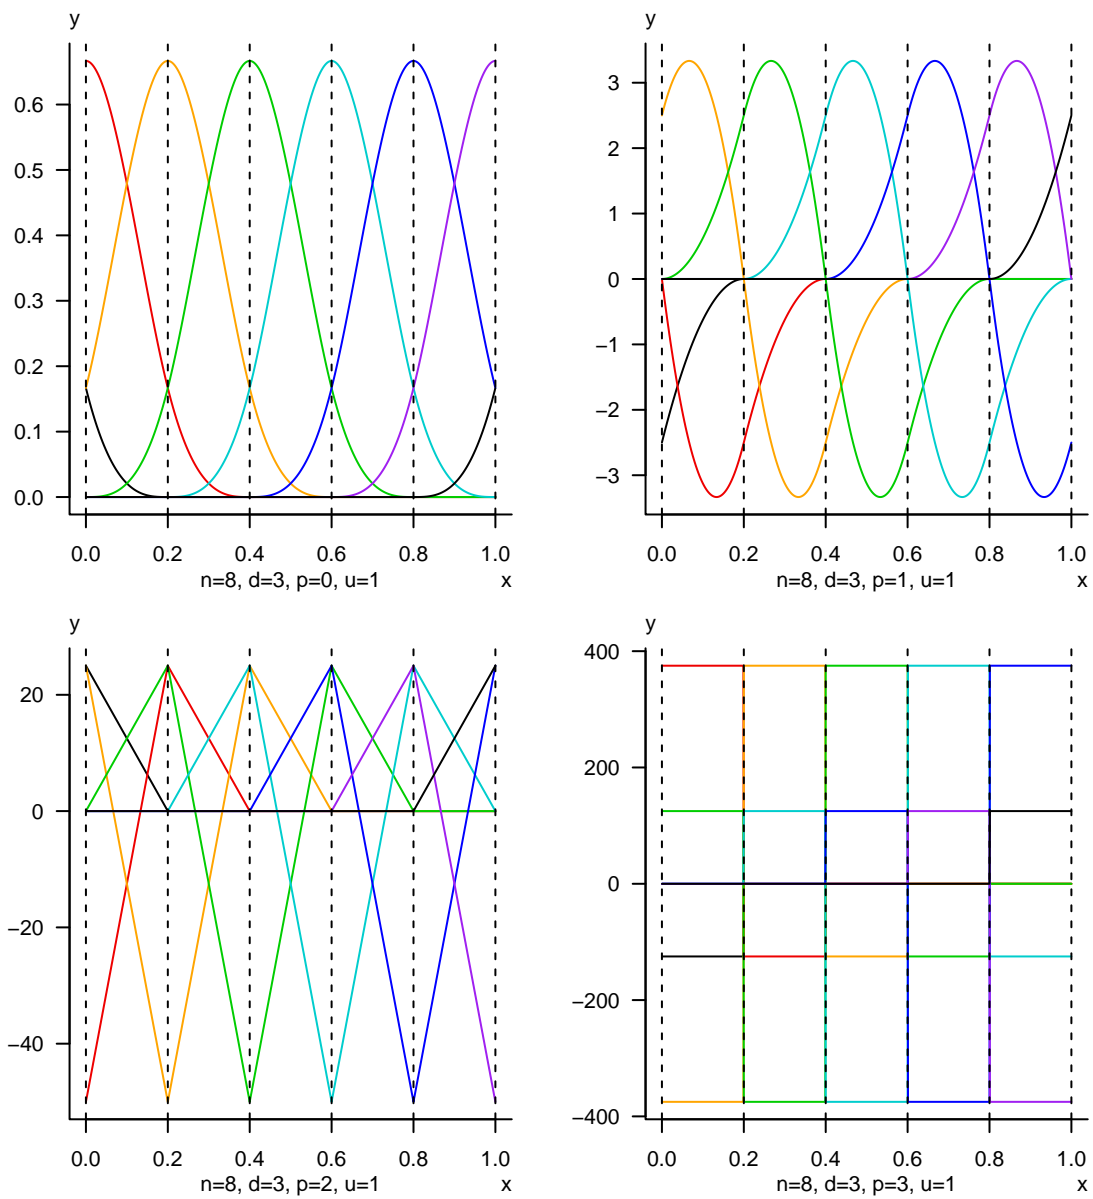 y
0.6
0.5
0.4
0.3
0.2
0.1
0.0
0.0 0.2 0.4 0.6 0.8 1.0
n=8, d=3, p=0, u=1 x
y
3
2
1
0
−1
−2
−3
0.0 0.2 0.4 0.6 0.8 1.0
n=8, d=3, p=1, u=1 x
y
20
0
−20
−40
0.0 0.2 0.4 0.6 0.8 1.0
n=8, d=3, p=2, u=1 x
y
400
200
0
−200
−400
0.0 0.2 0.4 0.6 0.8 1.0
n=8, d=3, p=3, u=1 x